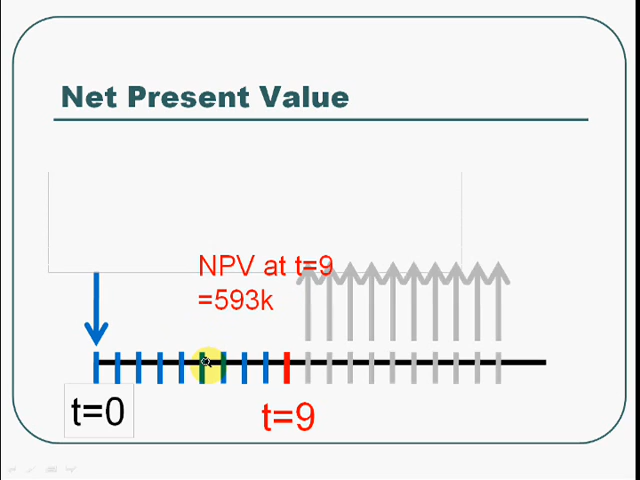 Net Present Value
NPV at t=9
=593k
t=0
t=9